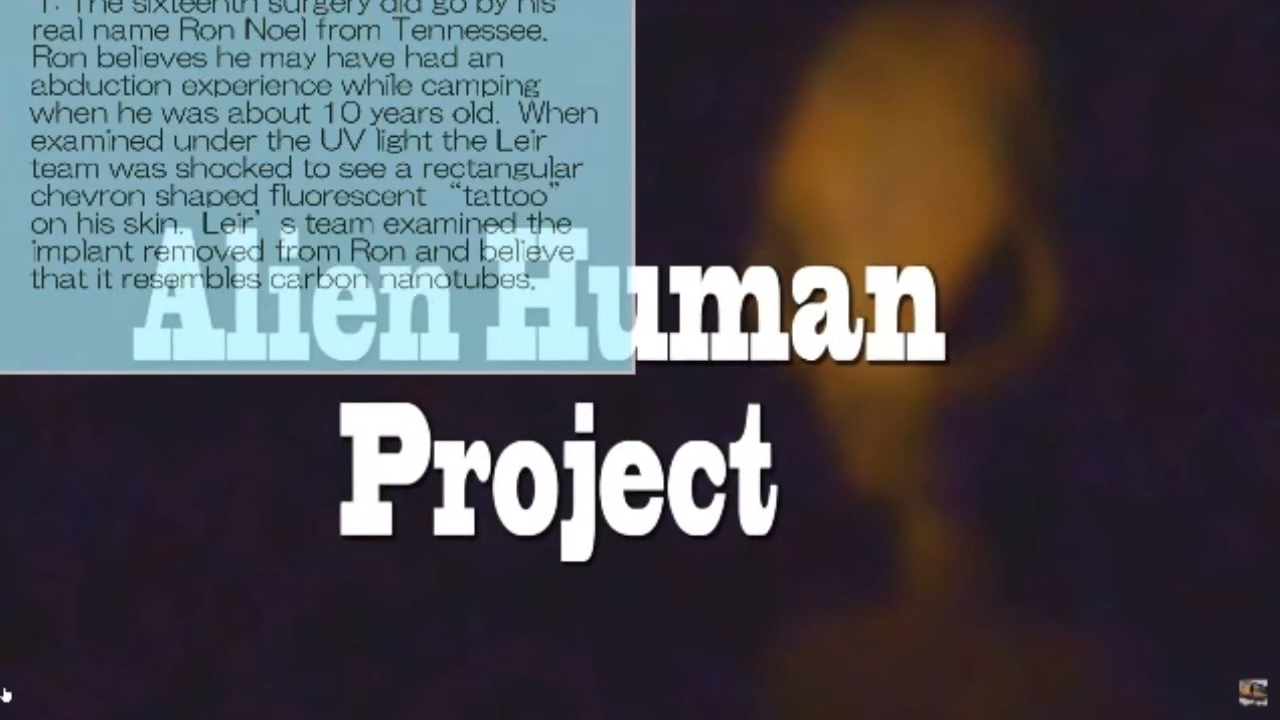 1. The sixteenth surgery did go by his
real name Ron Noel from Tennessee.
Ron believes he may have had an
abduction experience while camping
when he was about 10 years old. When
examined under the UV light the Leir
team was shocked to see a rectangular
chevron shaped fluorescent “tattoo”
on his skin. Leir’ s team examined the
implant removed from Ron and believe
that it resembles carbon nanotubes.
Alien Human
Project